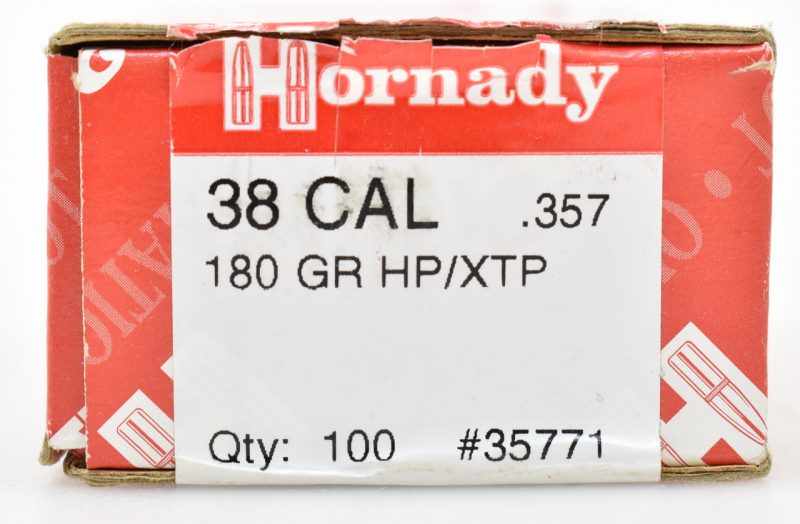 Hornady
38 CAL .357
180 GR HP/XTP
Qty: 100 #35771